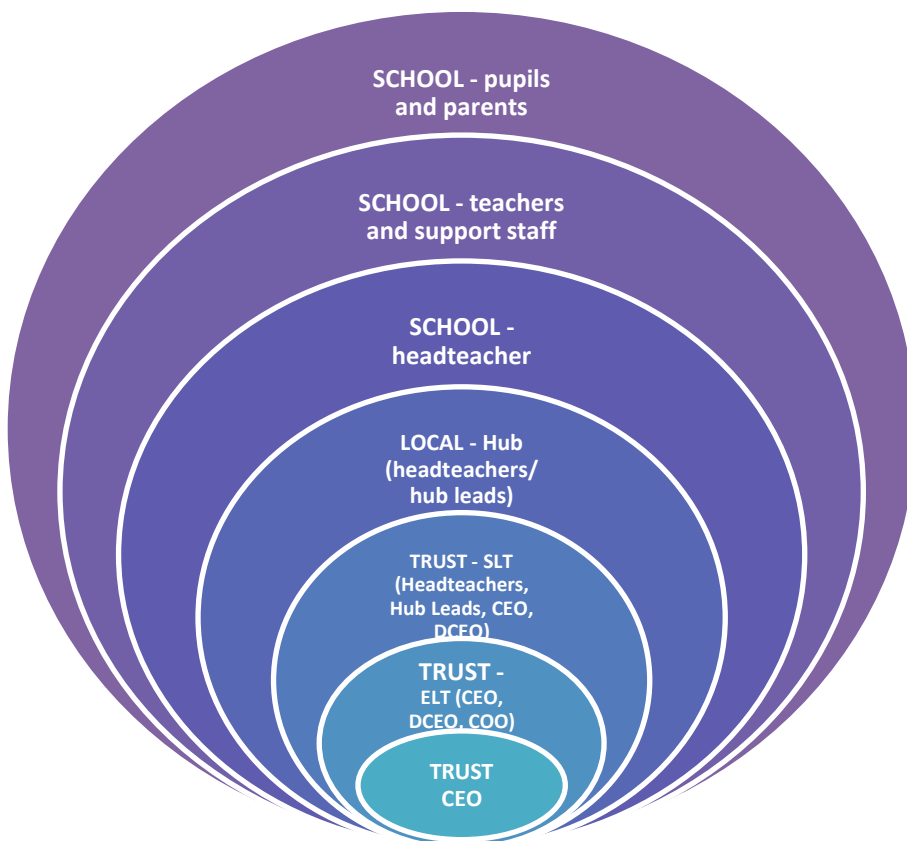 SCHOOL - pupils
and parents
SCHOOL - teachers
and support staff
SCHOOL -
headteacher
LOCAL - Hub
(headteachers/
hub leads)
TRUST - SLT
(Headteachers,
Hub Leads, CEO,
DCEO)
TRUST -
ELT (CEO,
DCEO, COO)
TRUST
CEO